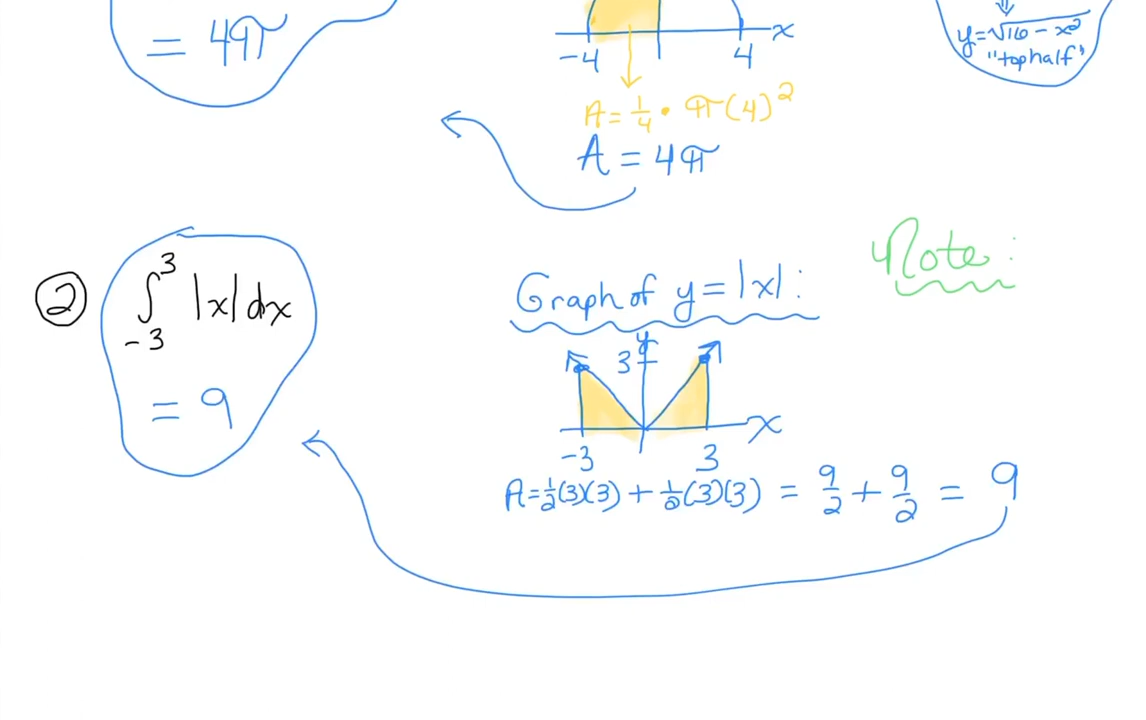 = 4π
-4 4 x
A = 1/4 · π(4)²
A = 4π
y = √16 - x²
"top half"
② ∫₋₃³ |x| dx
= 9
Graph of y = |x| :
y
3
x
-3 3
A = 1/2(3)(3) + 1/2(3)(3) = 9/2 + 9/2 = 9
Note: